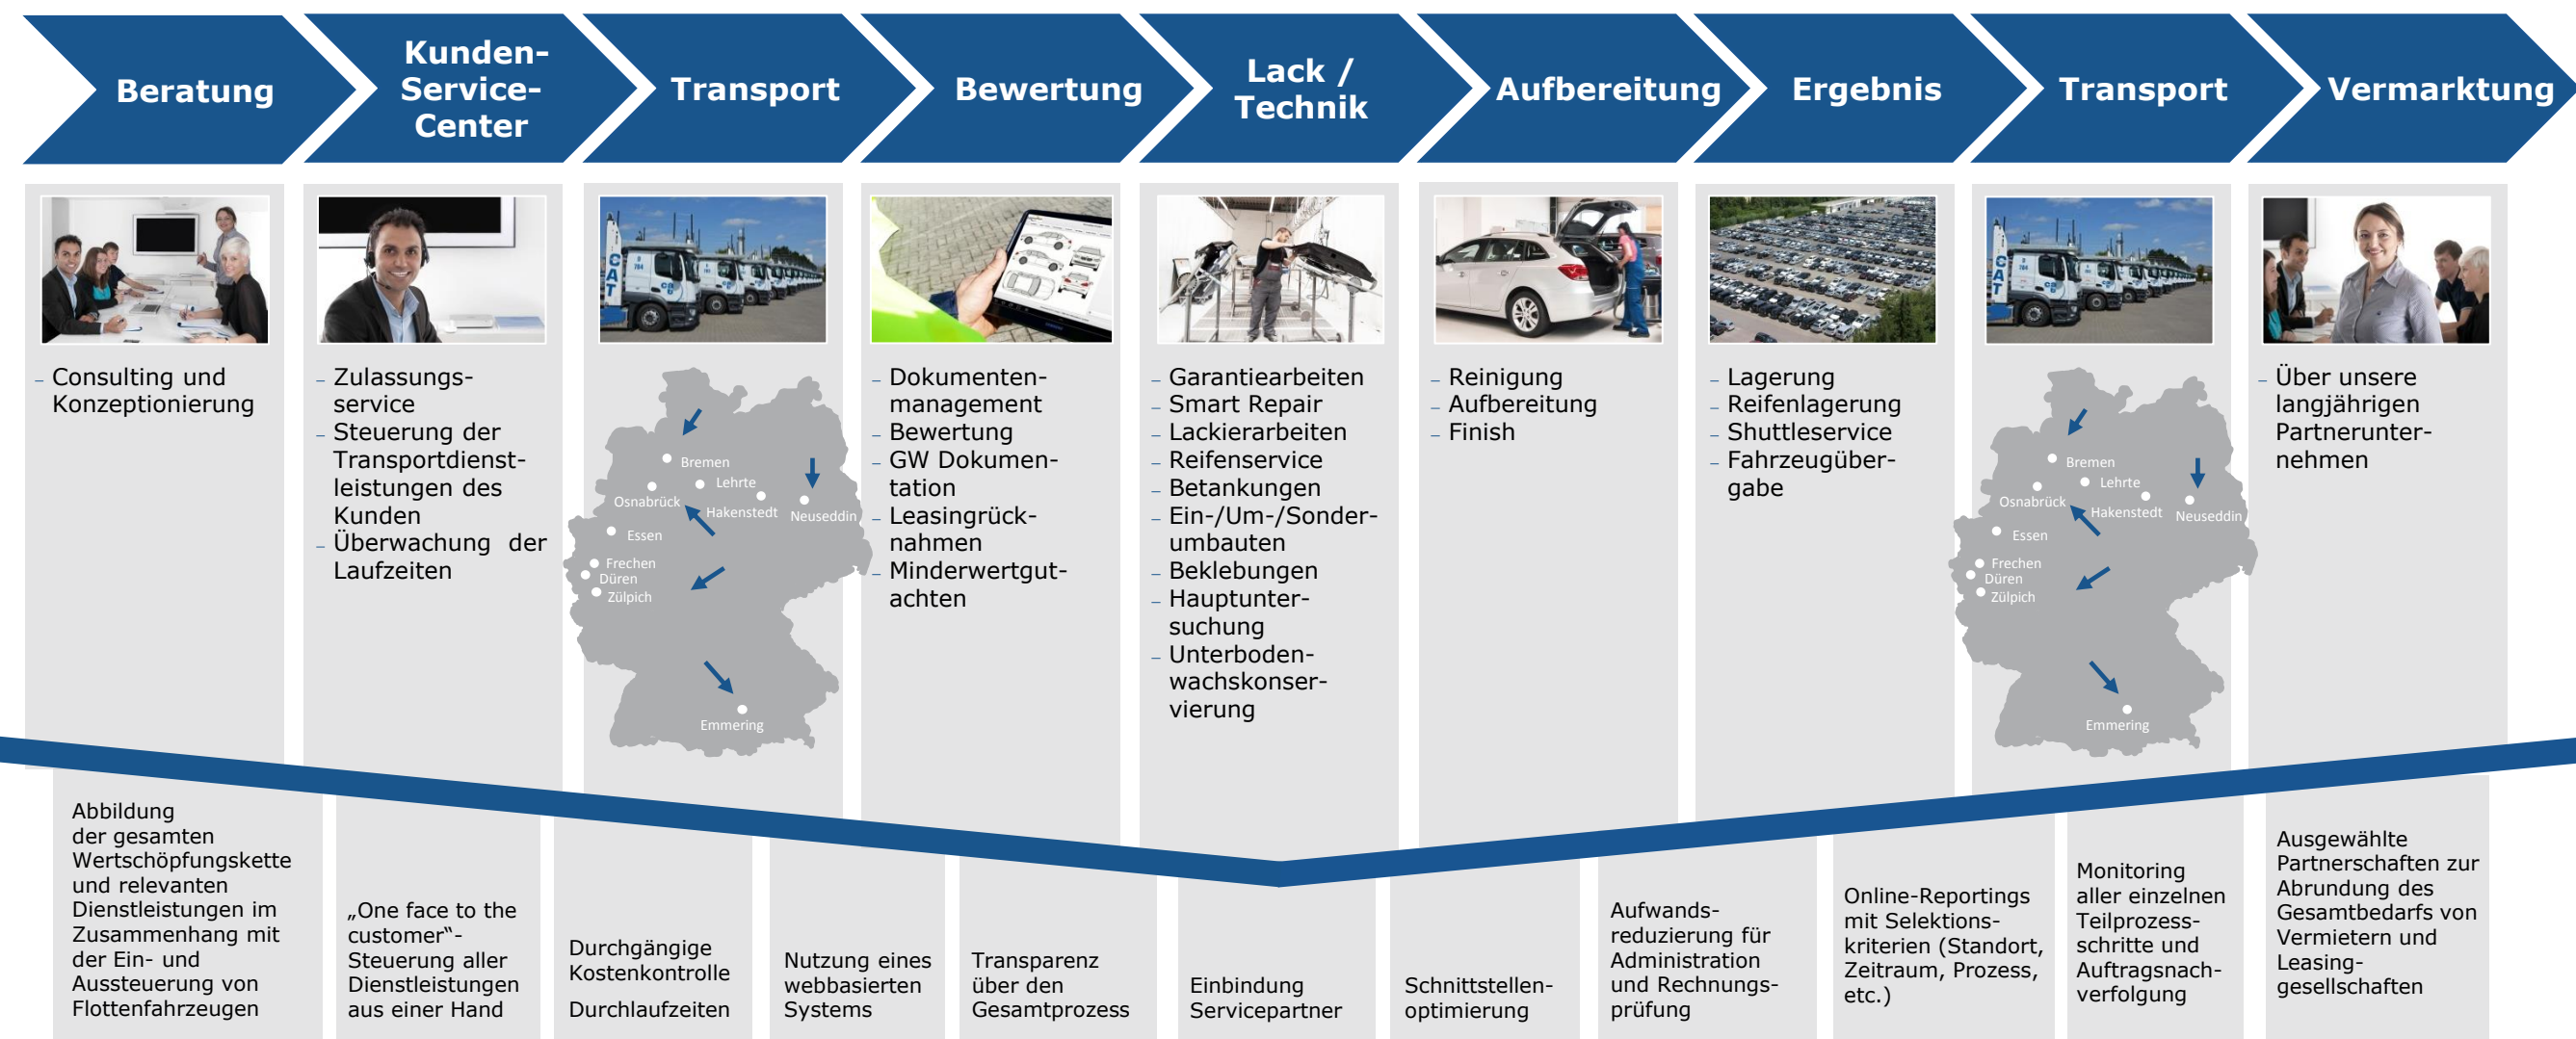 Beratung
Kunden-
Service-
Center
Transport
Bewertung
Lack /
Technik
Aufbereitung
Ergebnis
Transport
Vermarktung
– Consulting und
Konzeptionierung
– Zulassungs-
service
– Steuerung der
Transportdienst-
leistungen des
Kunden
– Überwachung der
Laufzeiten
CAT
Bremen
Lehrte
Osnabrück
Hakenstedt
Neuseddin
Essen
Frechen
Düren
Zülpich
Emmering
– Dokumenten-
management
– Bewertung
– GW Dokumen-
tation
– Leasingrück-
nahmen
– Minderwertgut-
achten
– Garantiearbeiten
– Smart Repair
– Lackierarbeiten
– Reifenservice
– Betankungen
– Ein-/Um-/Sonder-
umbauten
– Beklebungen
– Hauptunter-
suchung
– Unterboden-
wachskonser-
vierung
– Reinigung
– Aufbereitung
– Finish
– Lagerung
– Reifenlagerung
– Shuttleservice
– Fahrzeugüber-
gabe
CAT
Bremen
Lehrte
Osnabrück
Hakenstedt
Neuseddin
Essen
Frechen
Düren
Zülpich
Emmering
– Über unsere
langjährigen
Partnerunter-
nehmen
Abbildung
der gesamten
Wertschöpfungskette
und relevanten
Dienstleistungen im
Zusammenhang mit
der Ein- und
Aussteuerung von
Flottenfahrzeugen
„One face to the
customer“-
Steuerung aller
Dienstleistungen
aus einer Hand
Durchgängige
Kostenkontrolle
Durchlaufzeiten
Nutzung eines
webbasierten
Systems
Transparenz
über den
Gesamtprozess
Einbindung
Servicepartner
Schnittstellen-
optimierung
Aufwands-
reduzierung für
Administration
und Rechnungs-
prüfung
Online-Reportings
mit Selektions-
kriterien (Standort,
Zeitraum, Prozess,
etc.)
Monitoring
aller einzelnen
Teilprozess-
schritte und
Auftragsnach-
verfolgung
Ausgewählte
Partnerschaften zur
Abrundung des
Gesamtbedarfs von
Vermietern und
Leasing-
gesellschaften